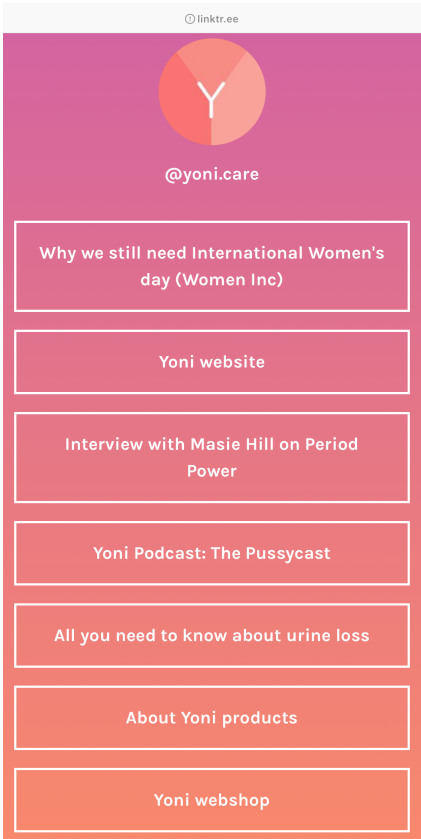 linktr.ee
Y
@yoni.care
Why we still need International Women's
day (Women Inc)
Yoni website
Interview with Masie Hill on Period
Power
Yoni Podcast: The Pussycast
All you need to know about urine loss
About Yoni products
Yoni webshop